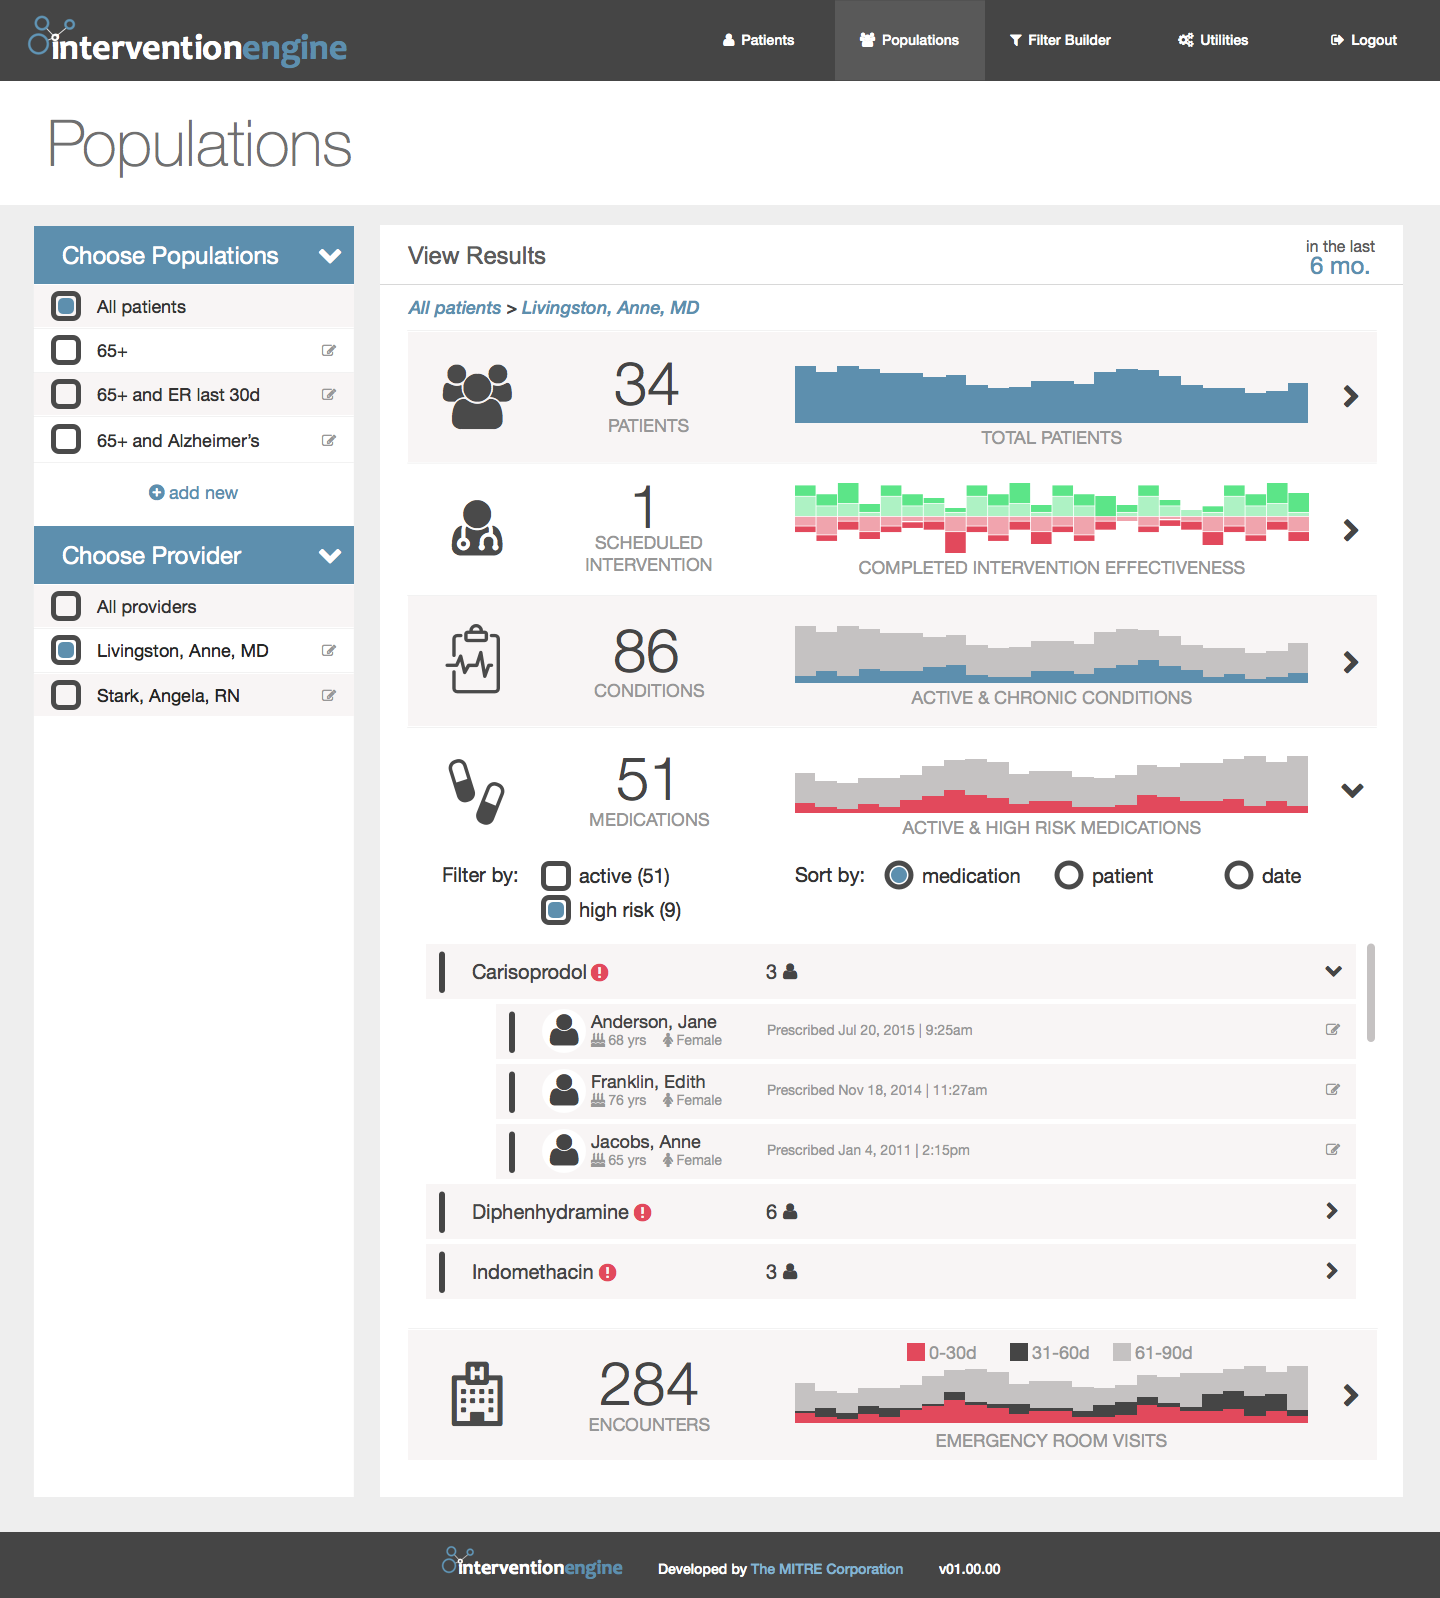 interventionengine
Patients
Populations
Filter Builder
Utilities
Logout
Populations
Choose Populations
All patients
65+
65+ and ER last 30d
65+ and Alzheimer's
add new
Choose Provider
All providers
Livingston, Anne, MD
Stark, Angela, RN
View Results
in the last
6 mo.
All patients > Livingston, Anne, MD
34
PATIENTS
TOTAL PATIENTS
1
SCHEDULED
INTERVENTION
COMPLETED INTERVENTION EFFECTIVENESS
86
CONDITIONS
ACTIVE & CHRONIC CONDITIONS
51
MEDICATIONS
ACTIVE & HIGH RISK MEDICATIONS
Filter by:
active (51)
high risk (9)
Sort by:
medication
patient
date
Carisoprodol
3
Anderson, Jane
68 yrs Female
Prescribed Jul 20, 2015 | 9:25am
Franklin, Edith
76 yrs Female
Prescribed Nov 18, 2014 | 11:27am
Jacobs, Anne
65 yrs Female
Prescribed Jan 4, 2011 | 2:15pm
Diphenhydramine
6
Indomethacin
3
H
284
ENCOUNTERS
0-30d
31-60d
61-90d
EMERGENCY ROOM VISITS
interventionengine
Developed by The MITRE Corporation
v01.00.00